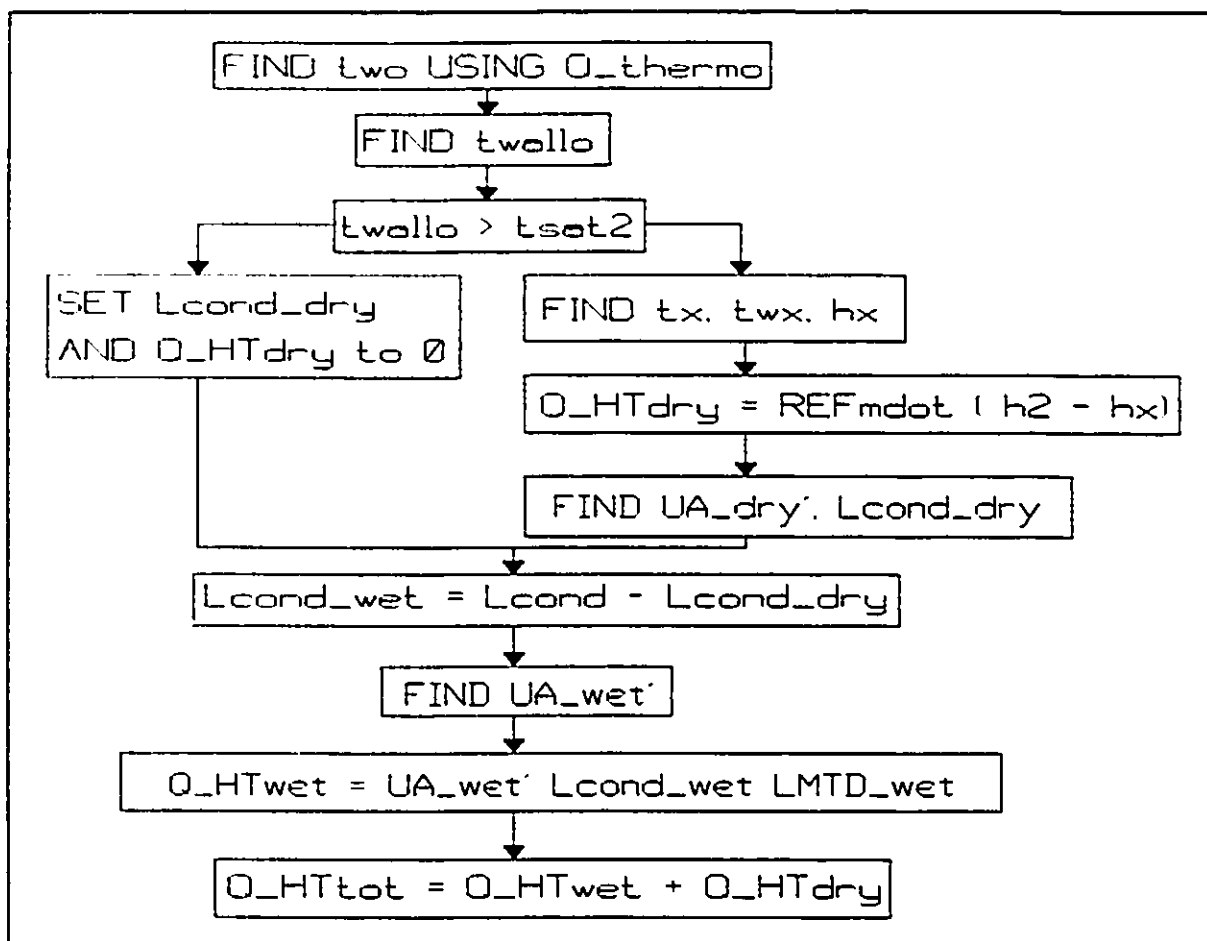 FIND two USING Q_thermo
FIND twallo
twallo > tsat2
SET Lcond_dry
AND Q_HTdry to 0
FIND tx, twx, hx
Q_HTdry = REFmdot ( h2 - hx)
FIND UA_dry', Lcond_dry
Lcond_wet = Lcond - Lcond_dry
FIND UA_wet'
Q_HTwet = UA_wet' Lcond_wet LMTD_wet
Q_HTtot = Q_HTwet + Q_HTdry